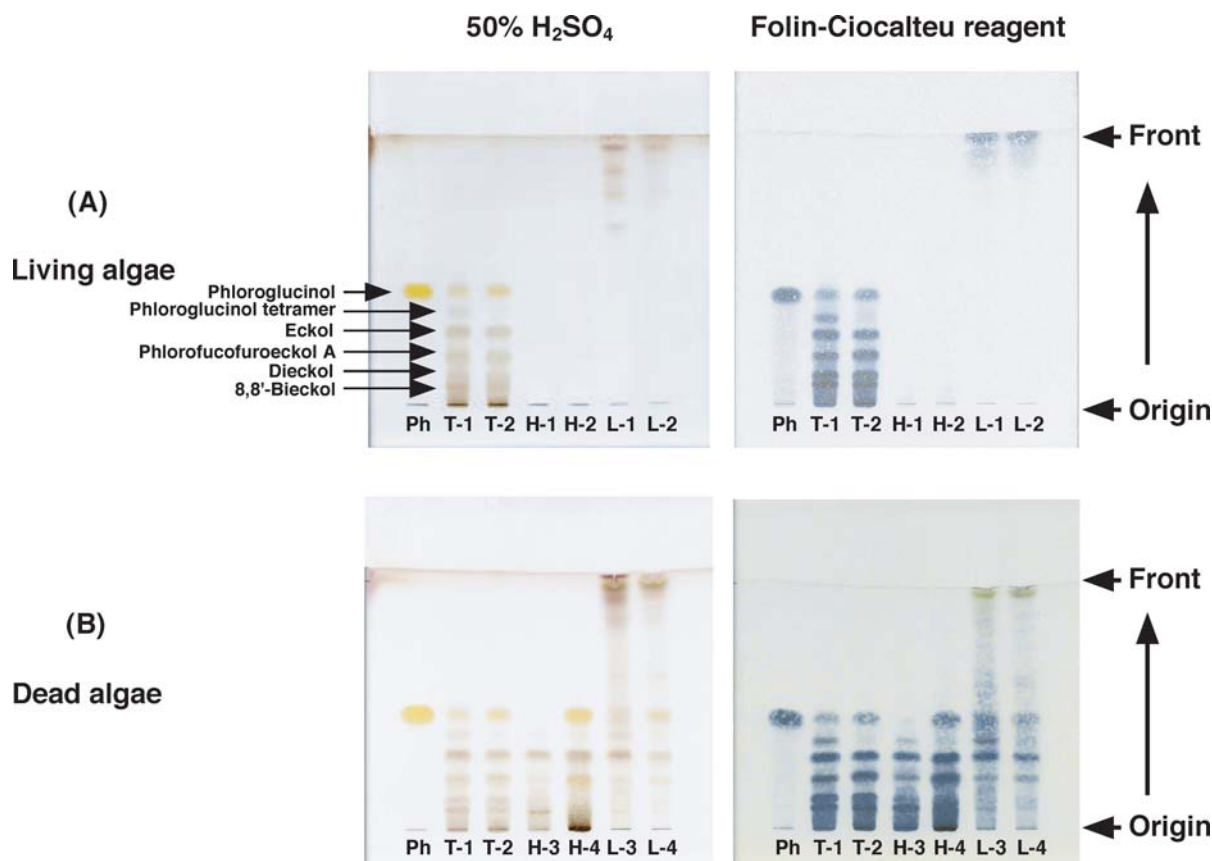 50% H₂SO₄
Folin-Ciocalteu reagent
(A)
Living algae
Phloroglucinol
Phloroglucinol tetramer
Eckol
Phlorofucofuroeckol A
Dieckol
8,8'-Bieckol
Ph T-1 T-2 H-1 H-2 L-1 L-2
Ph T-1 T-2 H-1 H-2 L-1 L-2
Front
Origin
(B)
Dead algae
Ph T-1 T-2 H-3 H-4 L-3 L-4
Ph T-1 T-2 H-3 H-4 L-3 L-4
Front
Origin